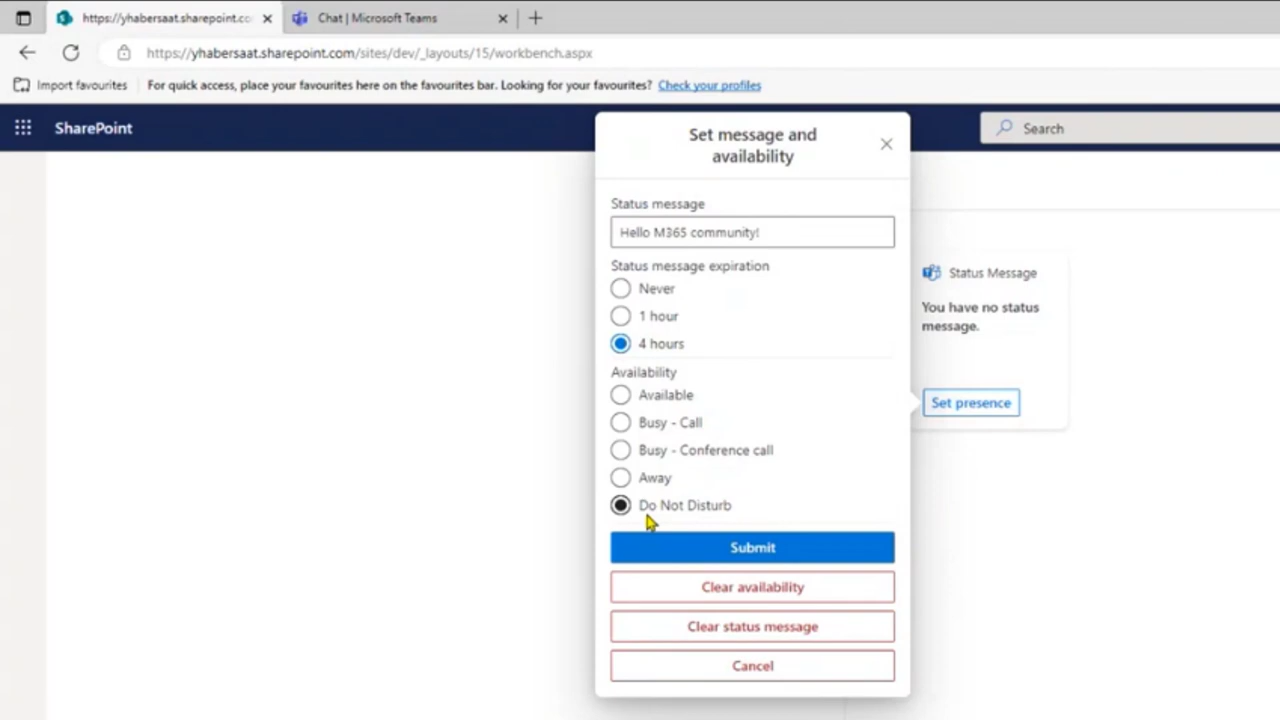 https://yhabersaat.sharepoint.co
Chat | Microsoft Teams
https://yhabersaat.sharepoint.com/sites/dev/_layouts/15/workbench.aspx
Import favourites
For quick access, place your favourites here on the favourites bar. Looking for your favourites? Check your profiles
SharePoint
Search
Set message and
availability
Status message
Hello M365 community!
Status message expiration
Never
1 hour
4 hours
Availability
Available
Busy - Call
Busy - Conference call
Away
Do Not Disturb
Submit
Clear availability
Clear status message
Cancel
Status Message
You have no status
message.
Set presence